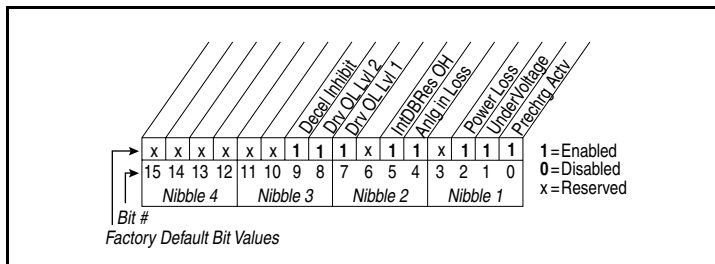 Decel Inhibit
Drv OL Lvl 2
Drv OL Lvl 1
IntDBRes OH
Anlg in Loss
Power Loss
UnderVoltage
Prechrg Actv
x x x x x x 1 1 1 x 1 1 x 1 1 1
15 14 13 12 11 10 9 8 7 6 5 4 3 2 1 0
Nibble 4 Nibble 3 Nibble 2 Nibble 1
1=Enabled
0=Disabled
x=Reserved
Bit #
Factory Default Bit Values